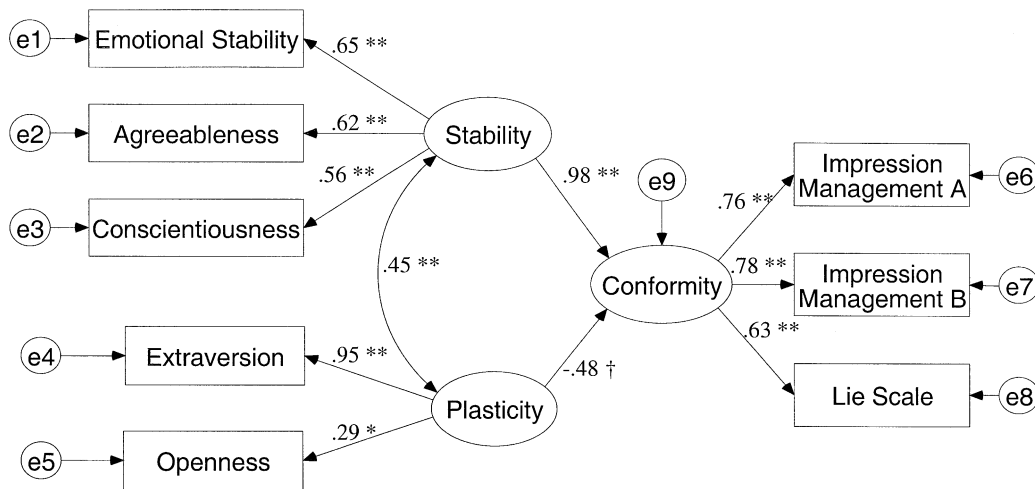 e1
Emotional Stability
.65 **
e2
Agreeableness
.62 **
Stability
e3
Conscientiousness
.56 **
.98 **
e9
.45 **
Conformity
.76 **
Impression
Management A
e6
.78 **
Impression
Management B
e7
.63 **
Lie Scale
e8
e4
Extraversion
.95 **
Plasticity
-.48 †
e5
Openness
.29 *